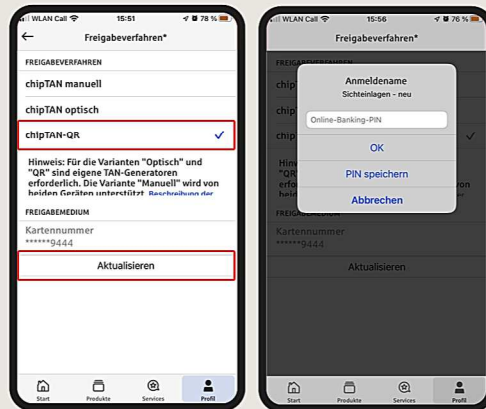 WLAN Call
15:51
78 %
Freigabeverfahren*
FREIGABEVERFAHREN
chipTAN manuell
chipTAN optisch
chipTAN-QR
Hinweis: Für die Varianten "Optisch" und
"QR" sind eigene TAN-Generatoren
erforderlich. Die Variante "Manuell" wird von
beiden Geräten unterstützt. Beschreibung der
FREIGABEMEDIUM
Kartennummer
******9444
Aktualisieren
Start
Produkte
Services
Profil
WLAN Call
15:56
76 %
Freigabeverfahren*
Anmeldename
Sichteinlagen - neu
Online-Banking-PIN
OK
PIN speichern
Abbrechen
Kartennummer
******9444
Aktualisieren
Start
Produkte
Services
Profil